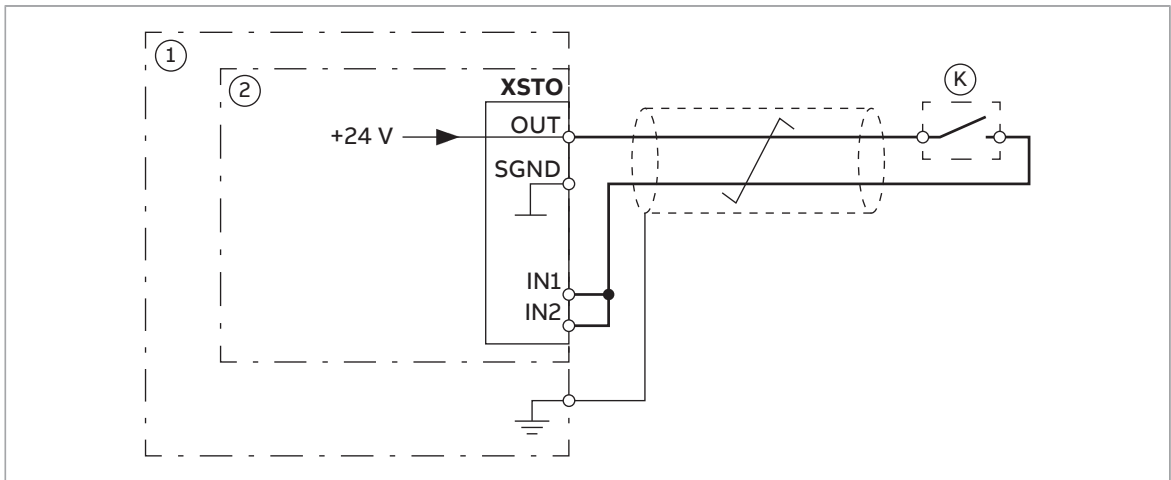 1
2
XSTO
K
OUT
+24 V
SGND
IN1
IN2